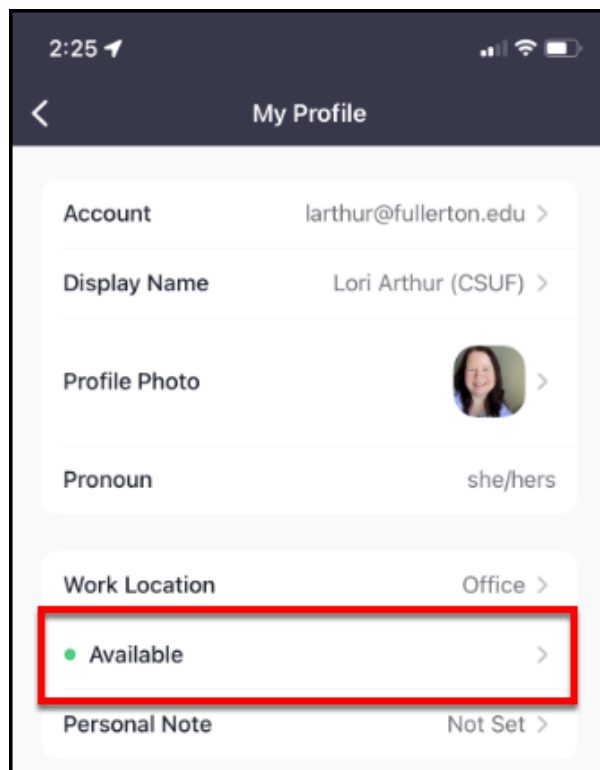 2:25
My Profile
Account larthur@fullerton.edu
Display Name Lori Arthur (CSUF)
Profile Photo
Pronoun she/hers
Work Location Office
Available
Personal Note Not Set